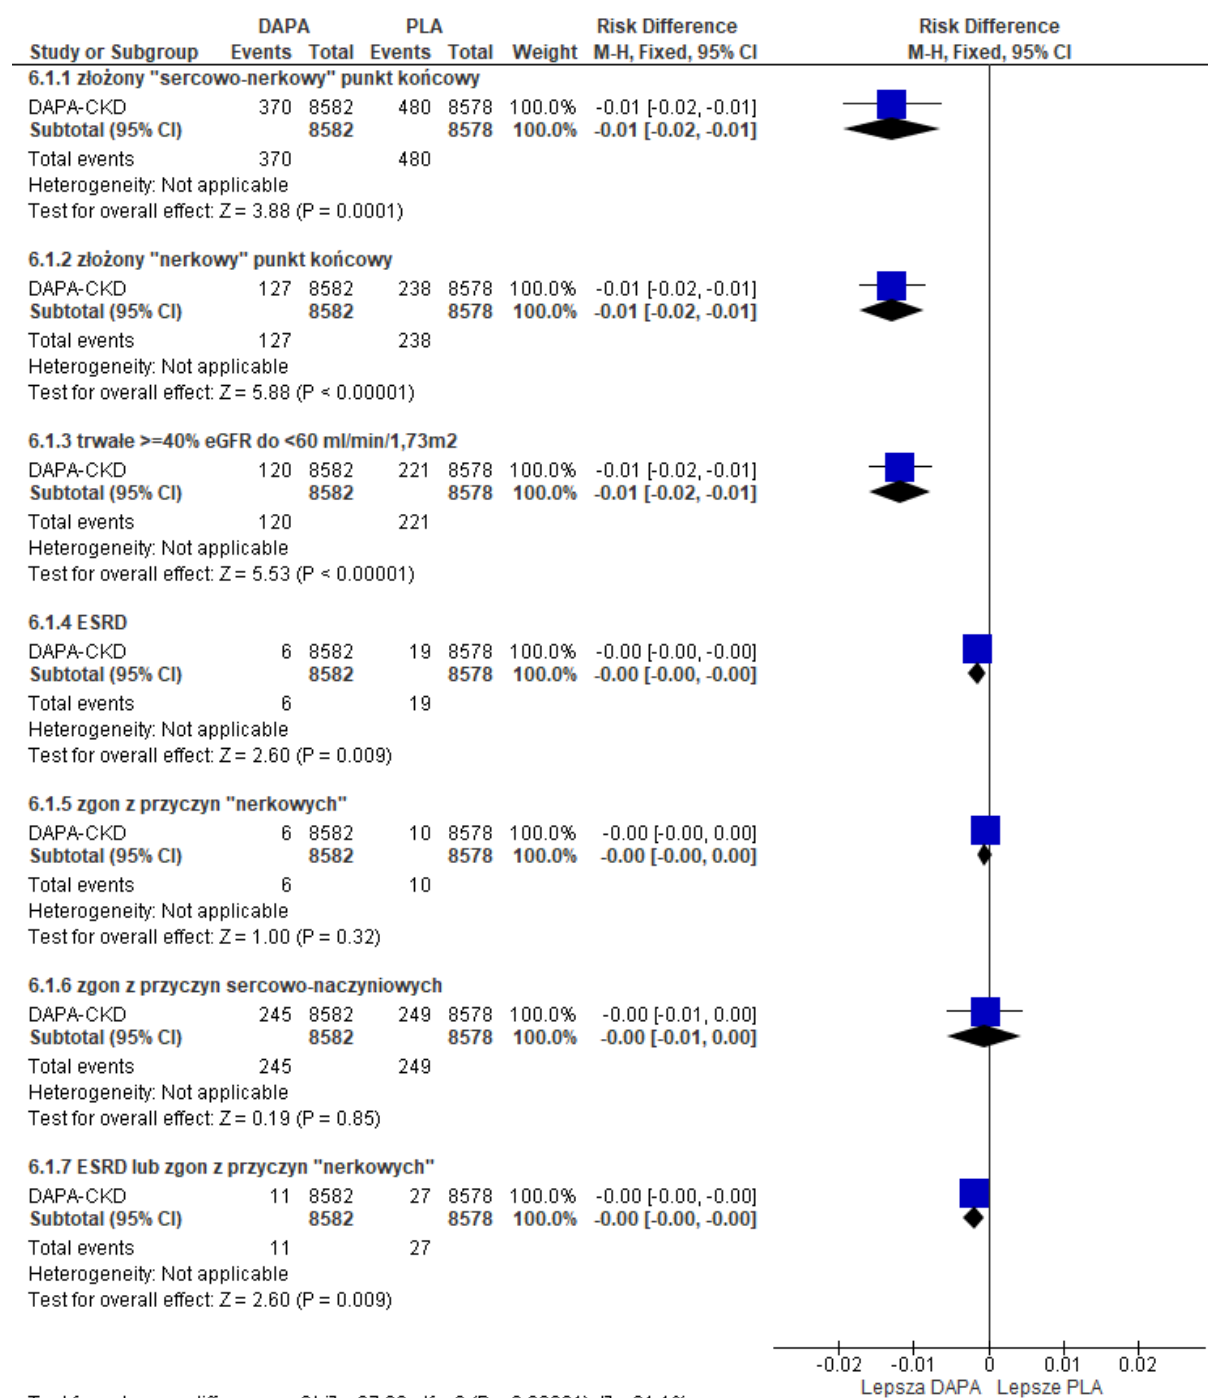 DAPA PLA Risk Difference Risk Difference
Study or Subgroup Events Total Events Total Weight M-H, Fixed, 95% CI M-H, Fixed, 95% CI
6.1.1 złożony "sercowo-nerkowy" punkt końcowy
DAPA-CKD 370 8582 480 8578 100.0% -0.01 [-0.02, -0.01]
Subtotal (95% CI) 8582 8578 100.0% -0.01 [-0.02, -0.01]
Total events 370 480
Heterogeneity: Not applicable
Test for overall effect: Z = 3.88 (P = 0.0001)
6.1.2 złożony "nerkowy" punkt końcowy
DAPA-CKD 127 8582 238 8578 100.0% -0.01 [-0.02, -0.01]
Subtotal (95% CI) 8582 8578 100.0% -0.01 [-0.02, -0.01]
Total events 127 238
Heterogeneity: Not applicable
Test for overall effect: Z = 5.88 (P < 0.00001)
6.1.3 trwałe >=40% eGFR do <60 ml/min/1,73m2
DAPA-CKD 120 8582 221 8578 100.0% -0.01 [-0.02, -0.01]
Subtotal (95% CI) 8582 8578 100.0% -0.01 [-0.02, -0.01]
Total events 120 221
Heterogeneity: Not applicable
Test for overall effect: Z = 5.53 (P < 0.00001)
6.1.4 ESRD
DAPA-CKD 6 8582 19 8578 100.0% -0.00 [-0.00, -0.00]
Subtotal (95% CI) 8582 8578 100.0% -0.00 [-0.00, -0.00]
Total events 6 19
Heterogeneity: Not applicable
Test for overall effect: Z = 2.60 (P = 0.009)
6.1.5 zgon z przyczyn "nerkowych"
DAPA-CKD 6 8582 10 8578 100.0% -0.00 [-0.00, 0.00]
Subtotal (95% CI) 8582 8578 100.0% -0.00 [-0.00, 0.00]
Total events 6 10
Heterogeneity: Not applicable
Test for overall effect: Z = 1.00 (P = 0.32)
6.1.6 zgon z przyczyn sercowo-naczyniowych
DAPA-CKD 245 8582 249 8578 100.0% -0.00 [-0.01, 0.00]
Subtotal (95% CI) 8582 8578 100.0% -0.00 [-0.01, 0.00]
Total events 245 249
Heterogeneity: Not applicable
Test for overall effect: Z = 0.19 (P = 0.85)
6.1.7 ESRD lub zgon z przyczyn "nerkowych"
DAPA-CKD 11 8582 27 8578 100.0% -0.00 [-0.00, -0.00]
Subtotal (95% CI) 8582 8578 100.0% -0.00 [-0.00, -0.00]
Total events 11 27
Heterogeneity: Not applicable
Test for overall effect: Z = 2.60 (P = 0.009)
-0.02 -0.01 0 0.01 0.02
Lepsza DAPA Lepsze PLA